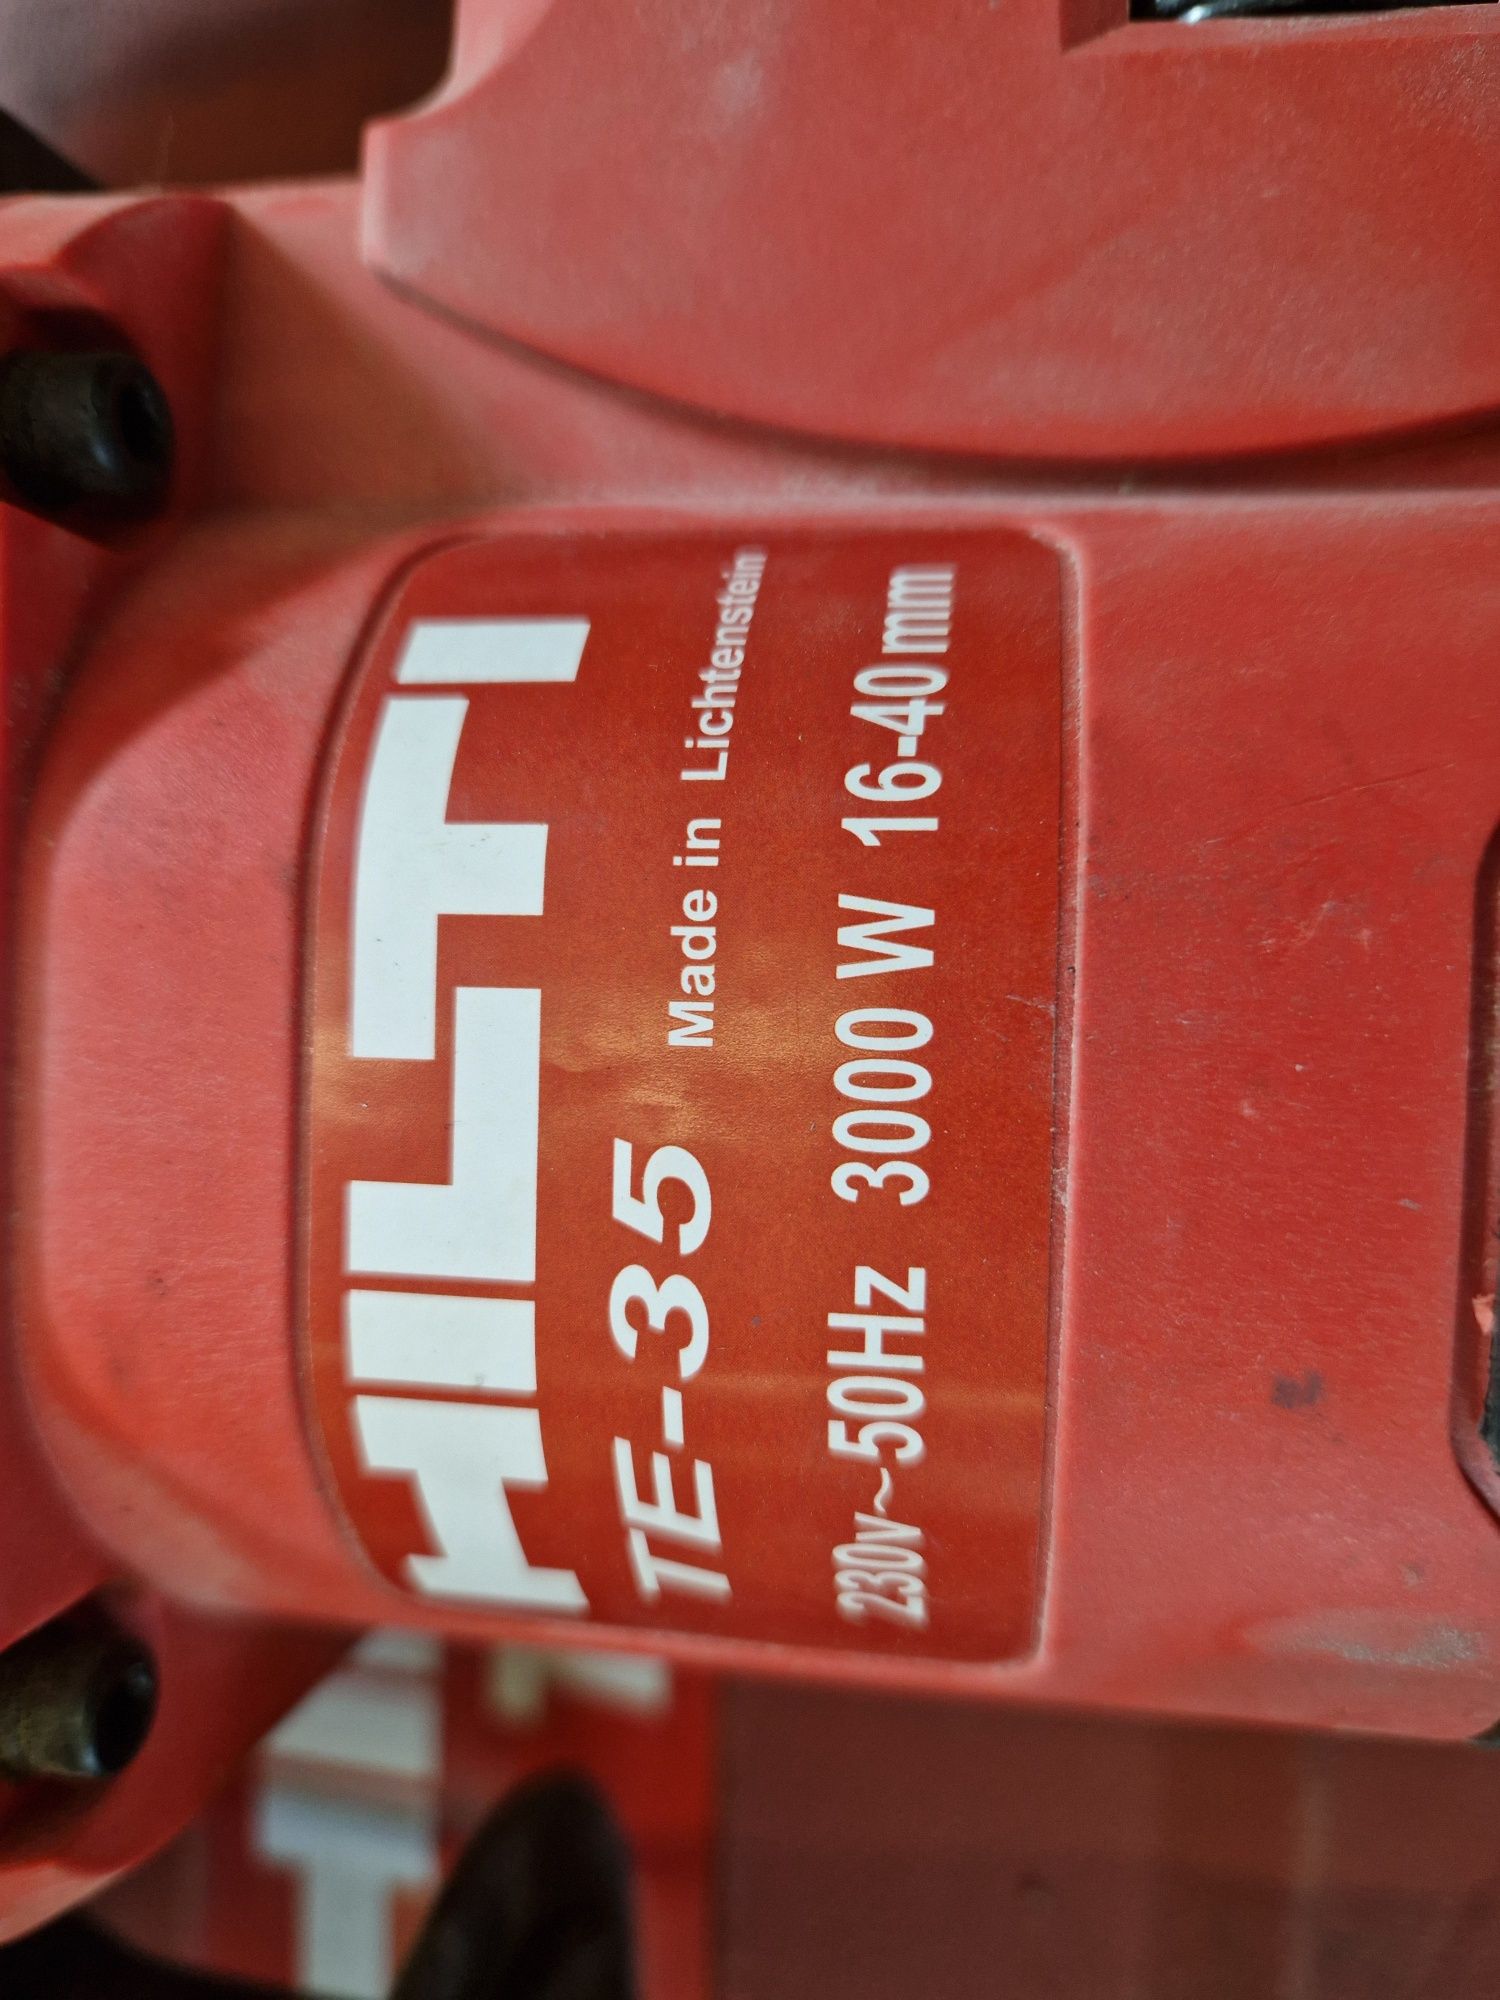 HILTI
TE-35 Made in Lichtenstein
230v~50Hz 3000 W 16-40 mm